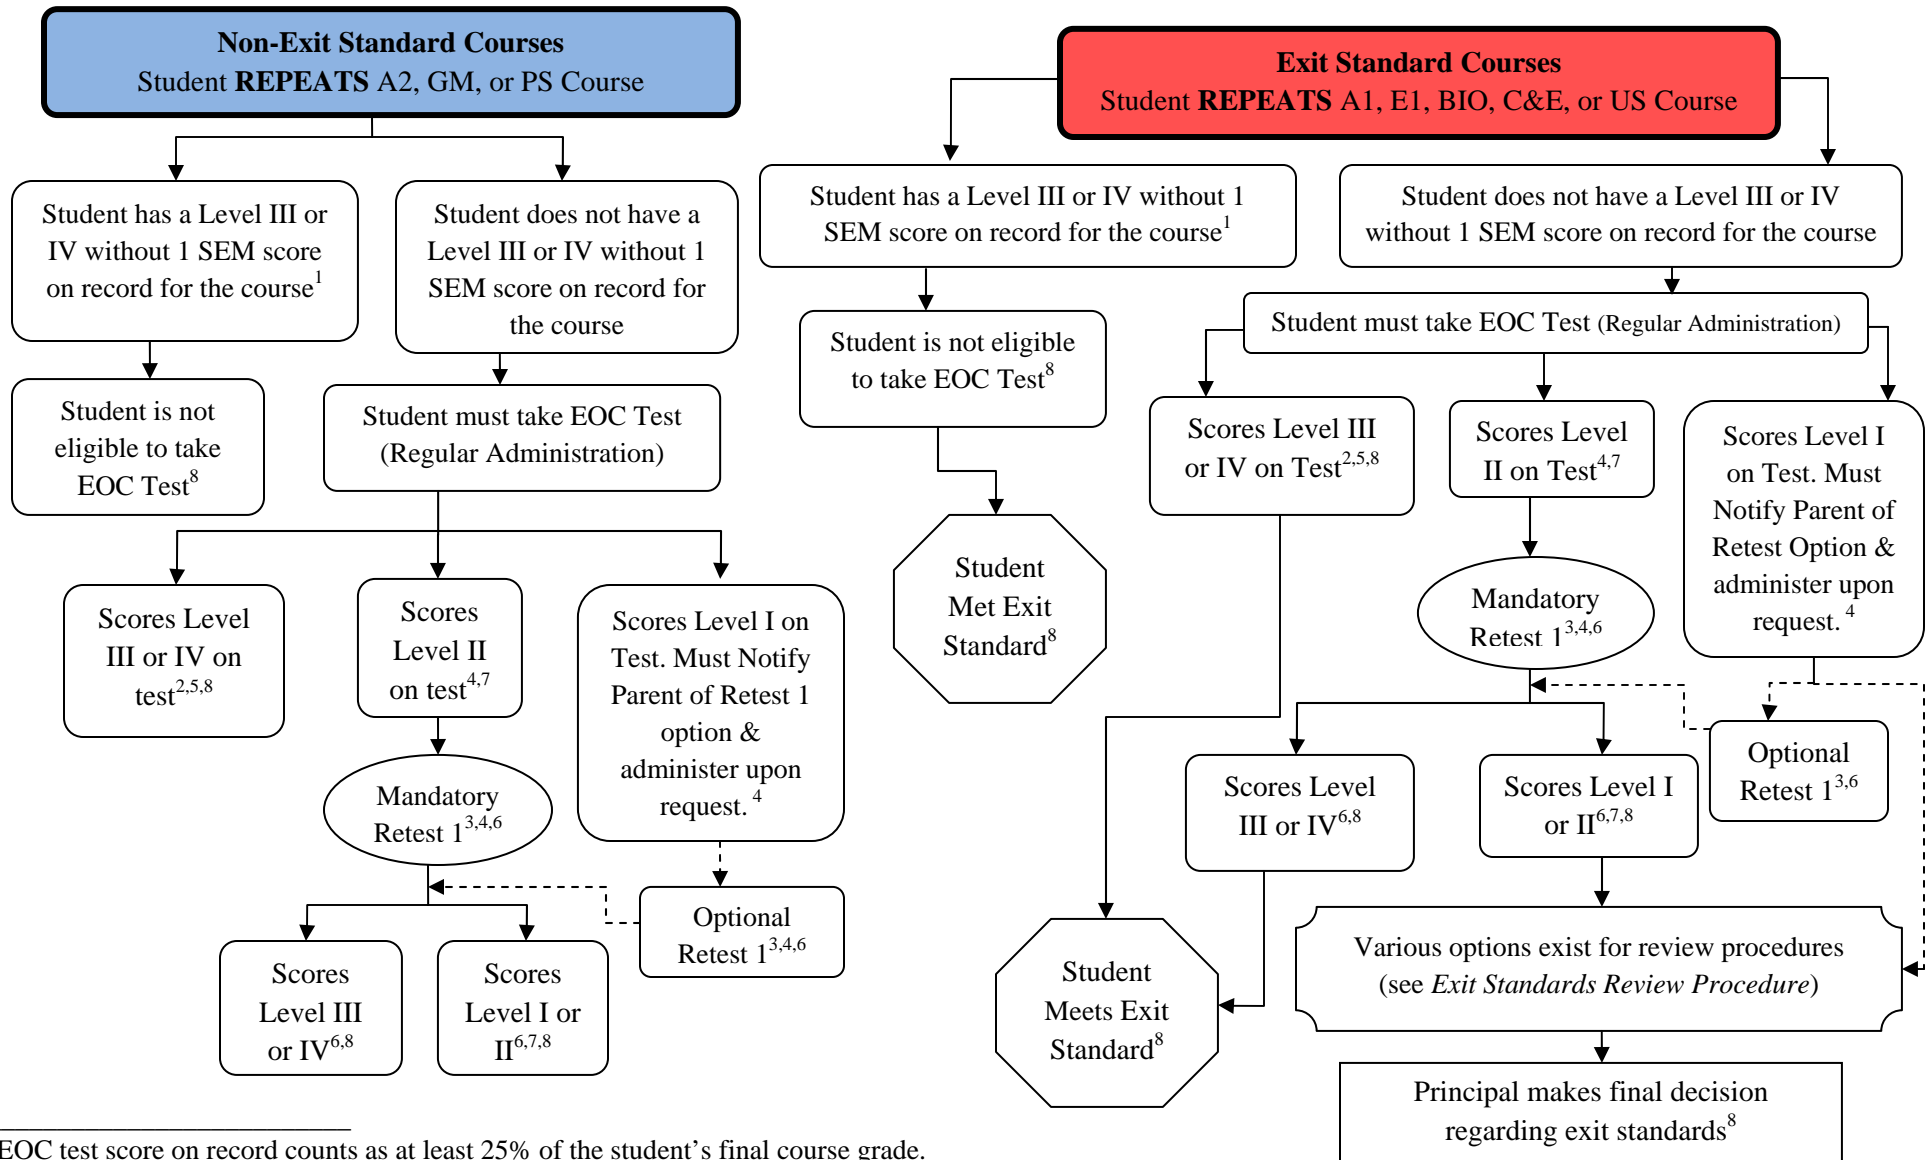 Non-Exit Standard Courses
Student REPEATS A2, GM, or PS Course
Student has a Level III or
IV without 1 SEM score
on record for the course1
Student does not have a
Level III or IV without 1
SEM score on record for
the course
Student is not
eligible to take
EOC Test8
Student must take EOC Test
(Regular Administration)
Scores Level
III or IV on
test2,5,8
Scores
Level II
on test4,7
Scores Level I on
Test. Must Notify
Parent of Retest 1
option &
administer upon
request. 4
Mandatory
Retest 13,4,6
Optional
Retest 13,4,6
Scores
Level III
or IV6,8
Scores
Level I or
II6,7,8
Exit Standard Courses
Student REPEATS A1, E1, BIO, C&E, or US Course
Student has a Level III or IV without 1
SEM score on record for the course1
Student does not have a Level III or IV
without 1 SEM score on record for the course
Student is not eligible
to take EOC Test8
Student must take EOC Test (Regular Administration)
Student
Met Exit
Standard8
Scores Level III
or IV on Test2,5,8
Scores Level
II on Test4,7
Scores Level I
on Test. Must
Notify Parent of
Retest Option &
administer upon
request. 4
Mandatory
Retest 13,4,6
Optional
Retest 13,6
Scores Level
III or IV6,8
Scores Level I
or II6,7,8
Student
Meets Exit
Standard8
Various options exist for review procedures
(see Exit Standards Review Procedure)
Principal makes final decision
regarding exit standards8
EOC test score on record counts as at least 25% of the student's final course grade.